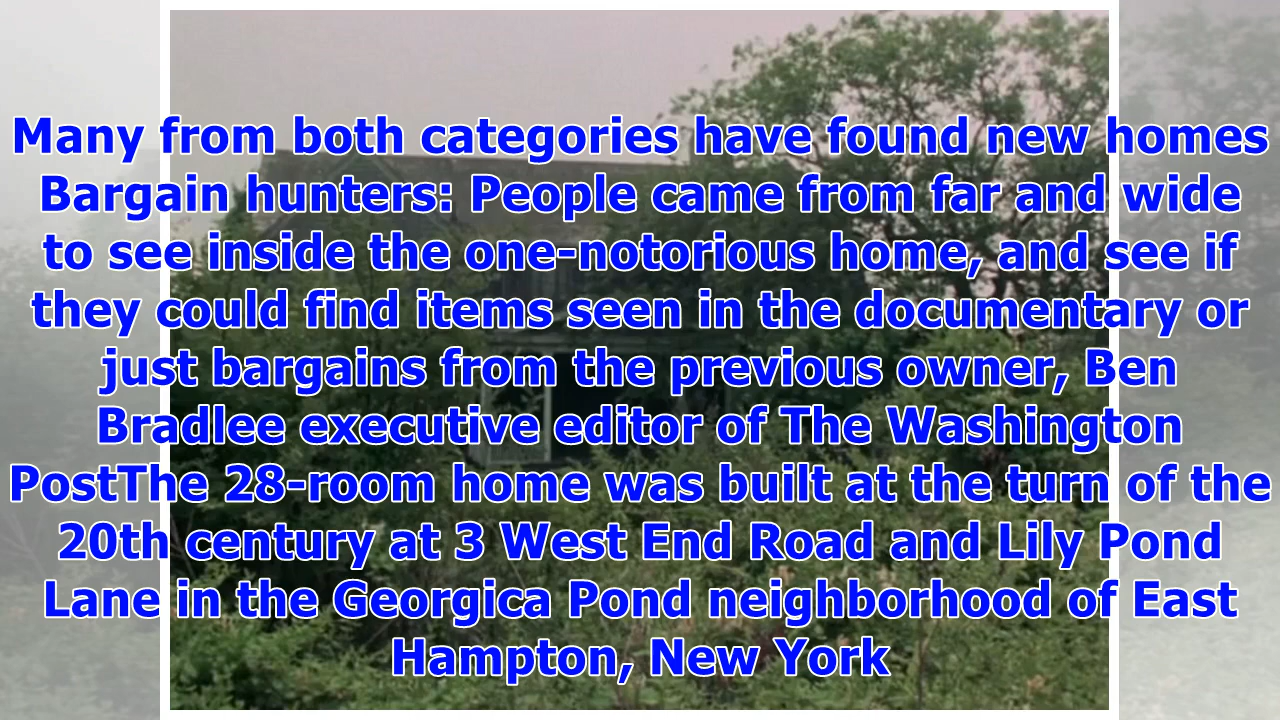 Many from both categories have found new homes
Bargain hunters: People came from far and wide
to see inside the one-notorious home, and see if
they could find items seen in the documentary or
just bargains from the previous owner, Ben
Bradlee executive editor of The Washington
PostThe 28-room home was built at the turn of the
20th century at 3 West End Road and Lily Pond
Lane in the Georgica Pond neighborhood of East
Hampton, New York